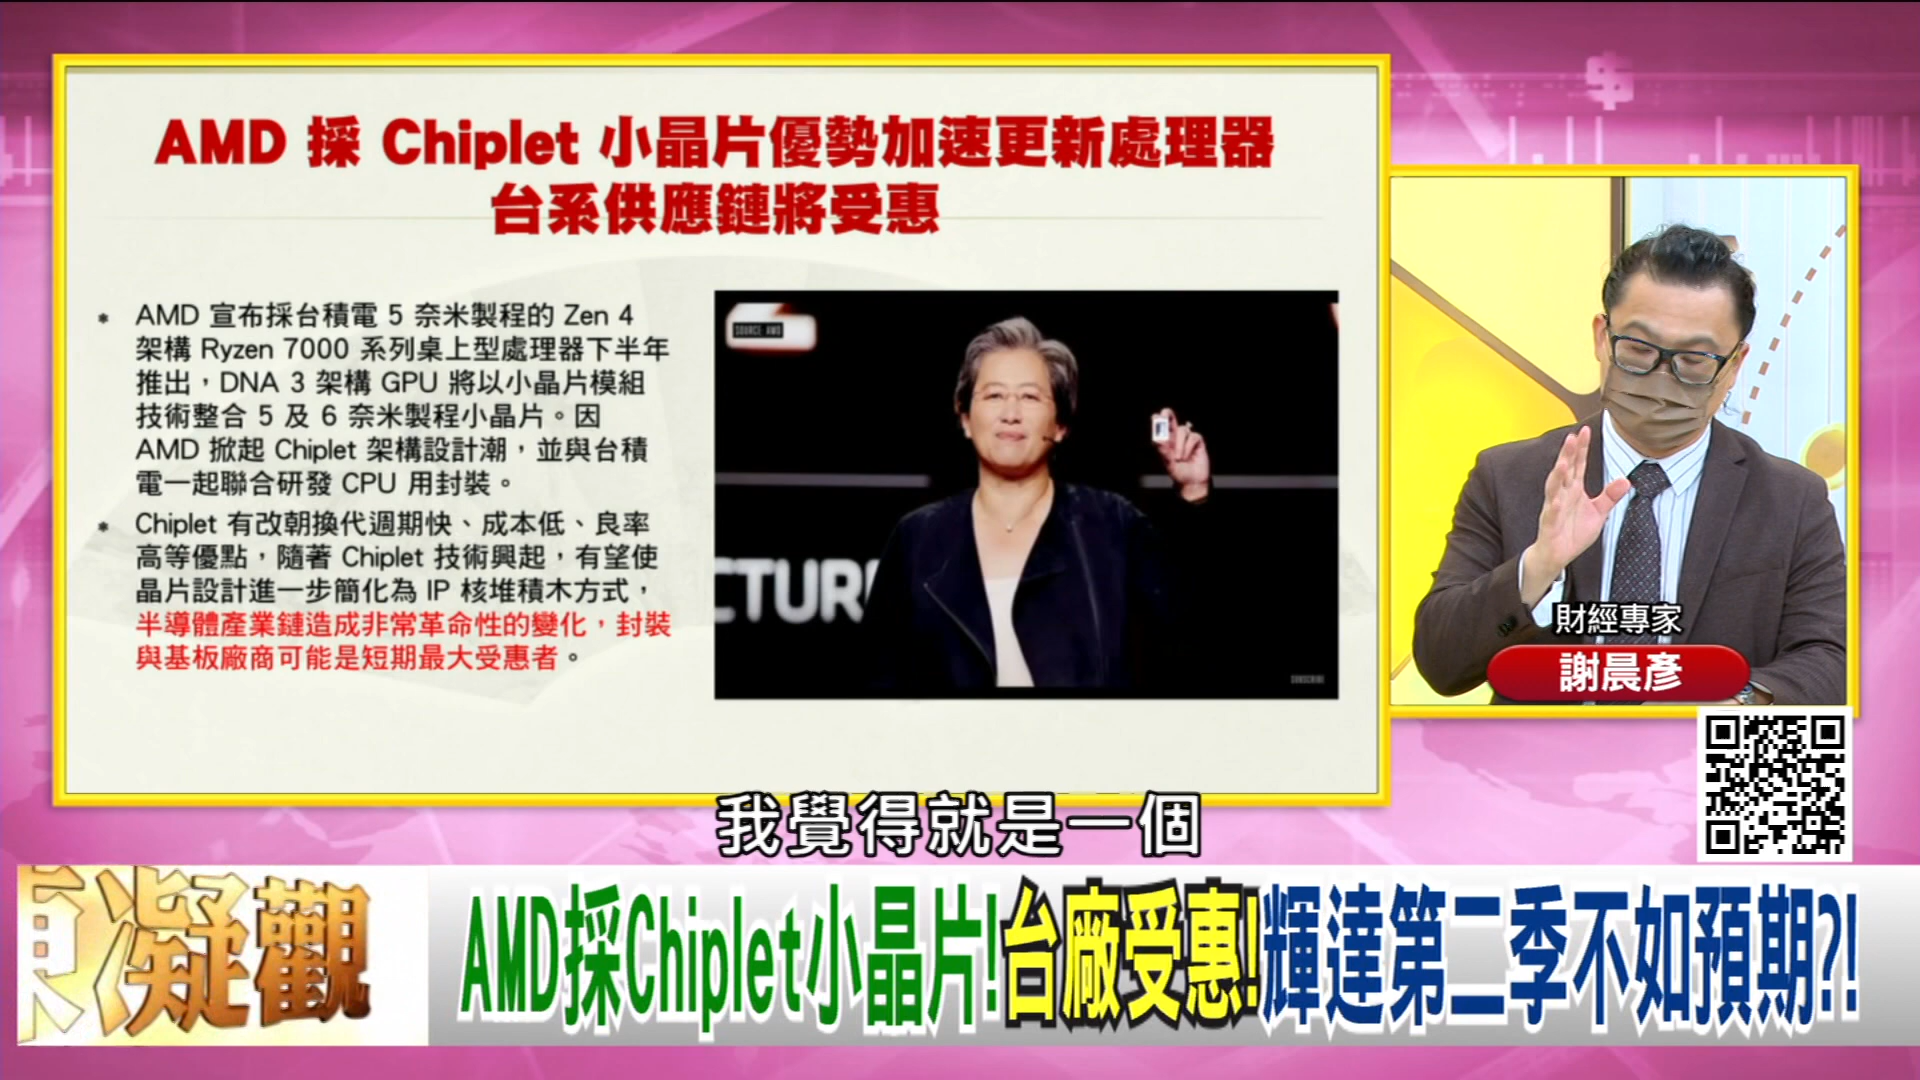 AMD 採 Chiplet 小晶片優勢加速更新處理器
台系供應鏈將受惠
* AMD 宣布採台積電 5 奈米製程的 Zen 4
架構 Ryzen 7000 系列桌上型處理器下半年
推出，DNA 3 架構 GPU 將以小晶片模組
技術整合 5 及 6 奈米製程小晶片。因
AMD 掀起 Chiplet 架構設計潮，並與台積
電一起聯合研發 CPU 用封裝。
* Chiplet 有改朝換代週期快、成本低、良率
高等優點，隨著 Chiplet 技術興起，有望使
晶片設計進一步簡化為 IP 核堆積木方式，
半導體產業鏈造成非常革命性的變化，封裝
與基板廠商可能是短期最大受惠者。
SOURCE AMD
CTUR
SUBSCRIBE
財經專家
謝晨彥
我覺得就是一個
凝觀
AMD採Chiplet小晶片!台廠受惠!輝達第二季不如預期?!